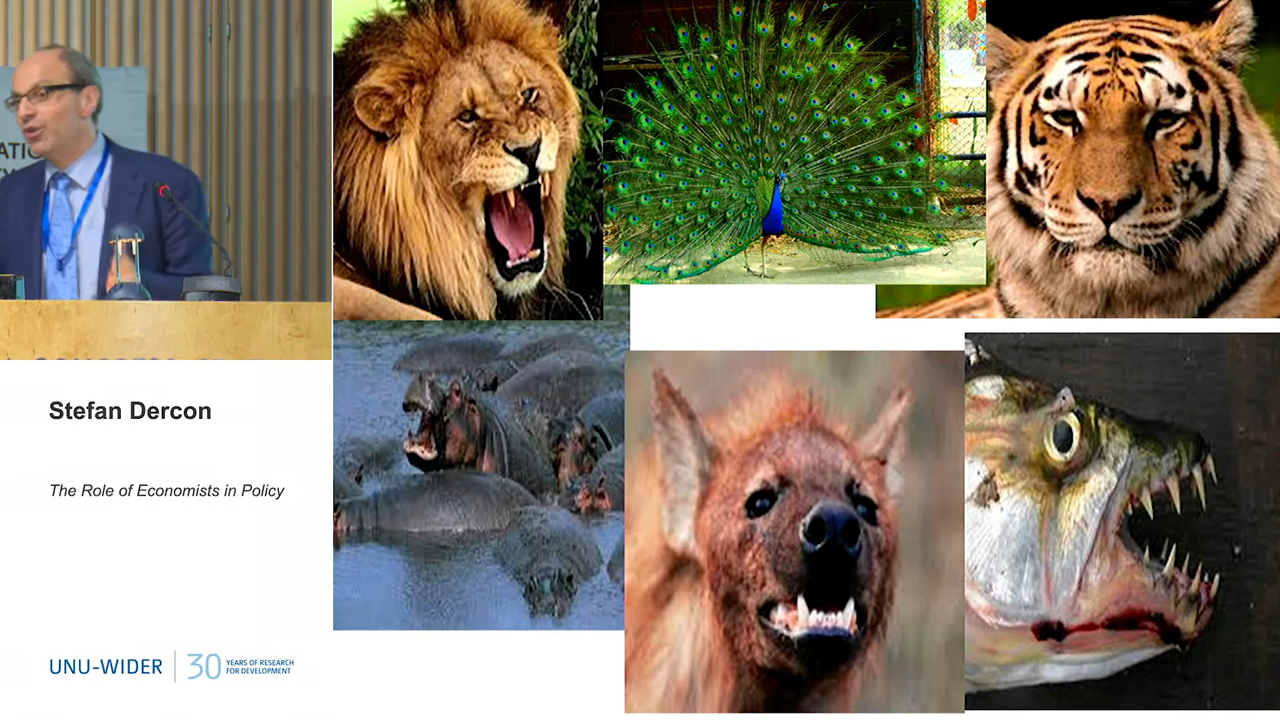 Stefan Dercon
The Role of Economists in Policy
UNU-WIDER
30 YEARS OF RESEARCH
FOR DEVELOPMENT